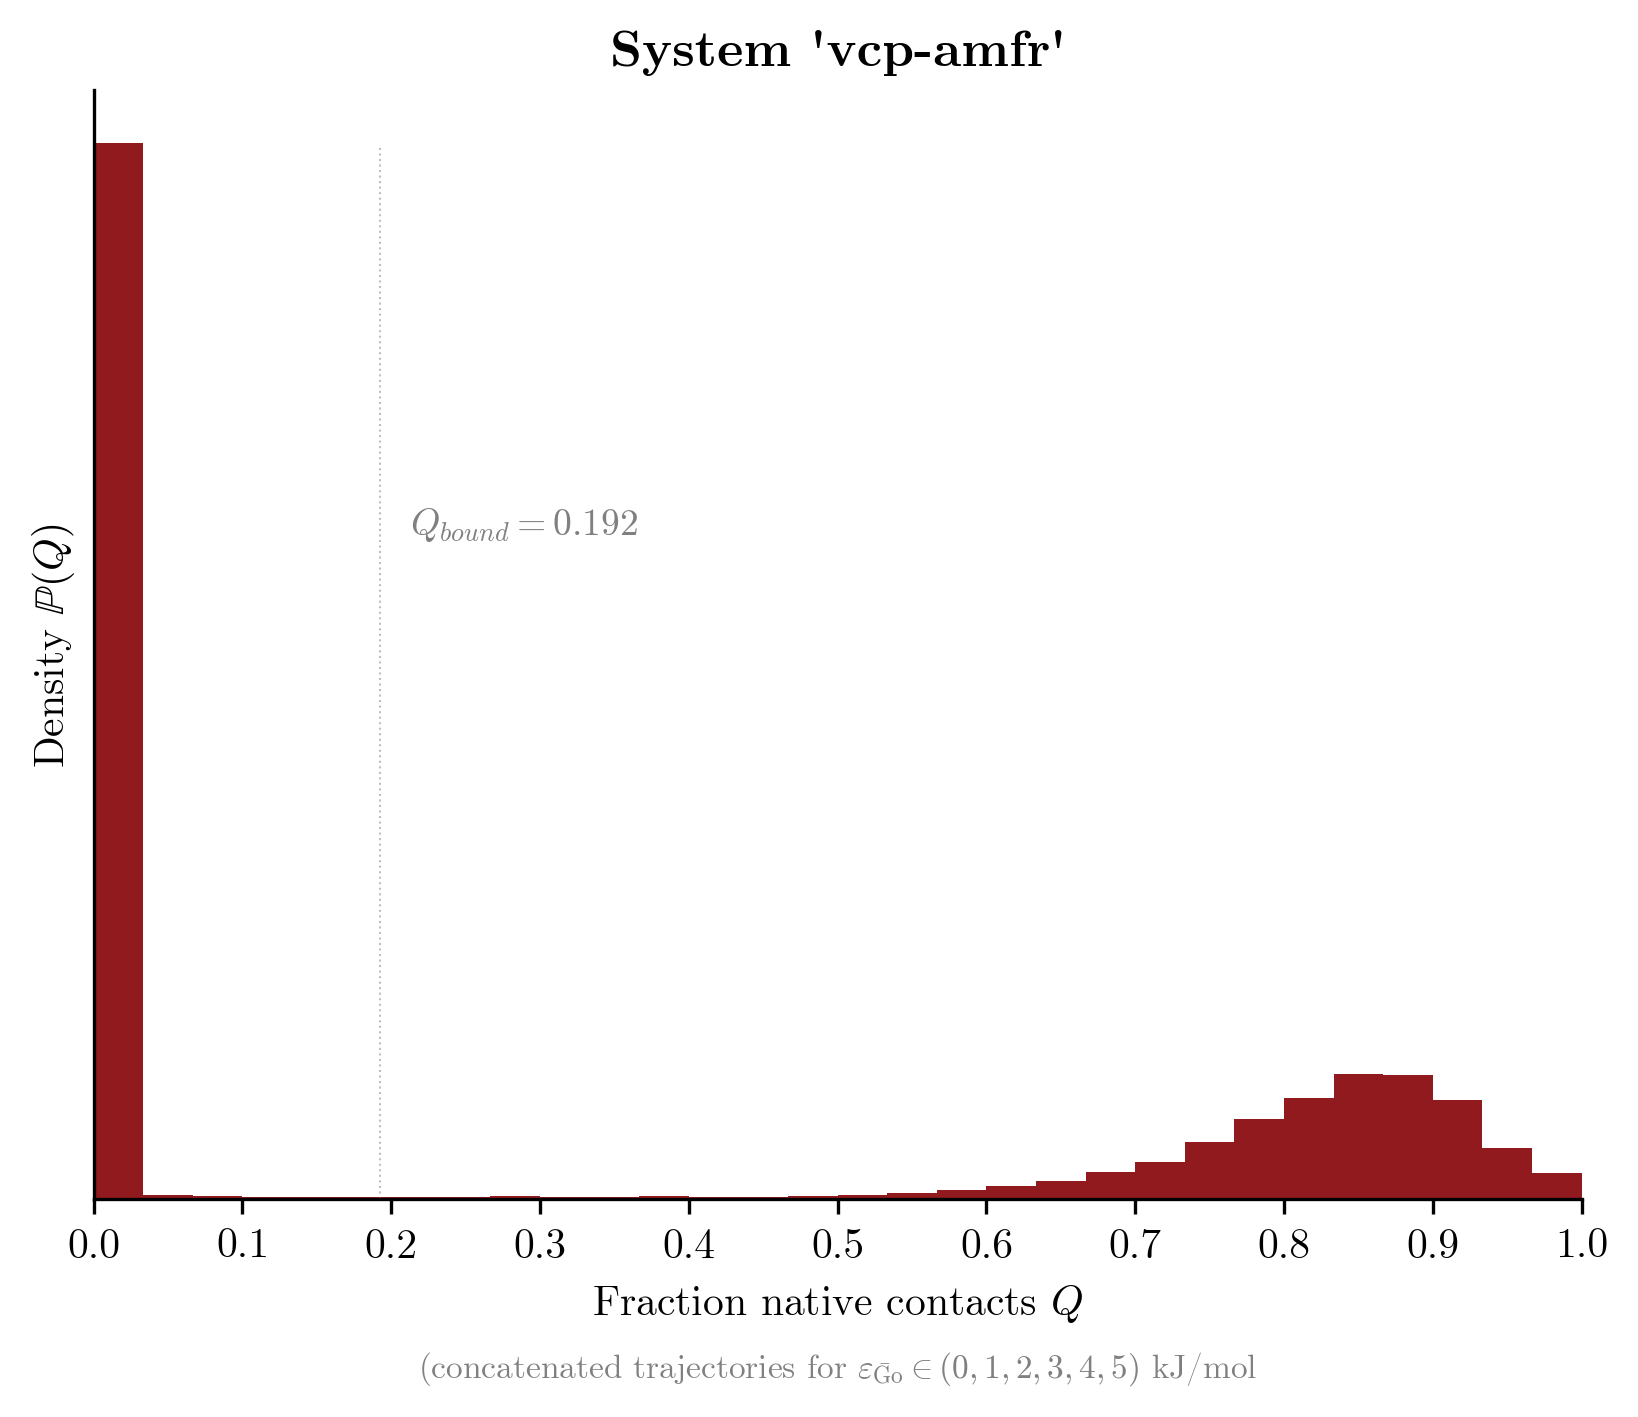 System 'vcp-amfr'
Density ℙ(Q)
Q_bound = 0.192
0.0 0.1 0.2 0.3 0.4 0.5 0.6 0.7 0.8 0.9 1.0
Fraction native contacts Q
(concatenated trajectories for ε_Ḡo ∈ (0, 1, 2, 3, 4, 5) kJ/mol